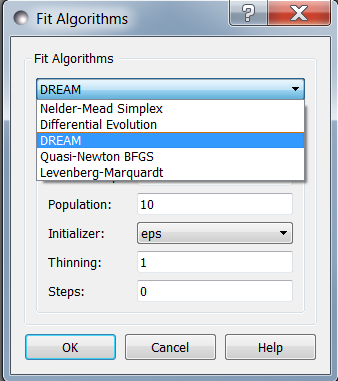 Fit Algorithms
Fit Algorithms
DREAM
Nelder-Mead Simplex
Differential Evolution
DREAM
Quasi-Newton BFGS
Levenberg-Marquardt
Population: 10
Initializer: eps
Thinning: 1
Steps: 0
OK Cancel Help